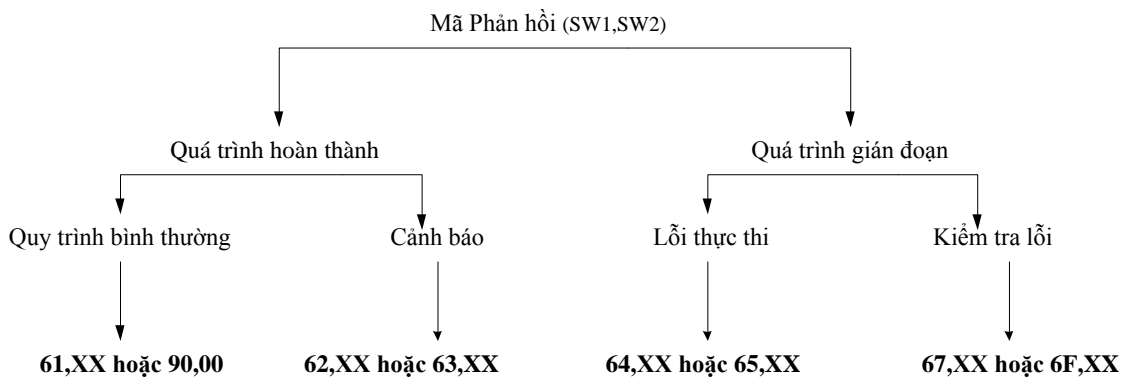 Mã Phản hồi (SW1,SW2)
Quá trình hoàn thành
Quá trình gián đoạn
Quy trình bình thường
Cảnh báo
Lỗi thực thi
Kiểm tra lỗi
61,XX hoặc 90,00
62,XX hoặc 63,XX
64,XX hoặc 65,XX
67,XX hoặc 6F,XX